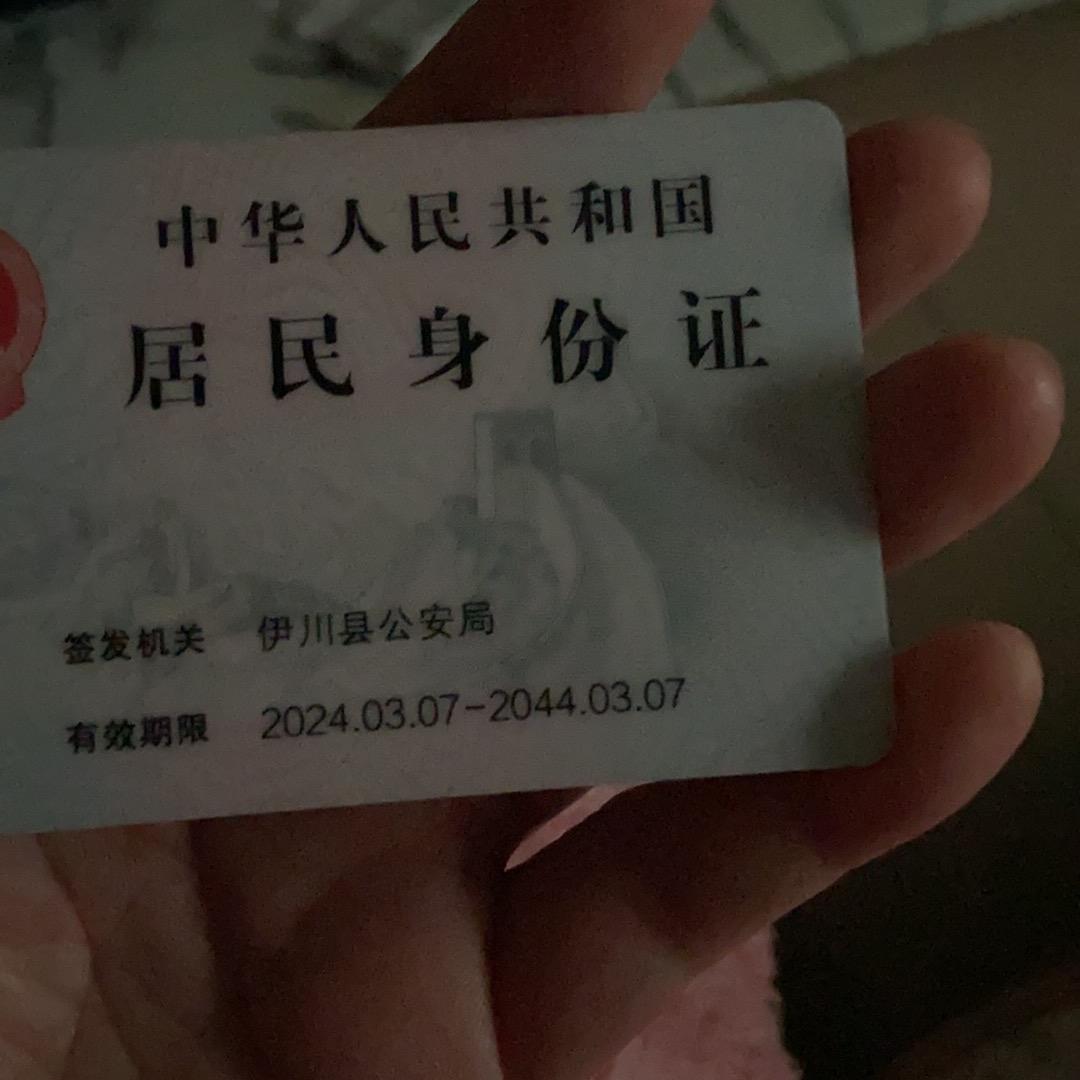 中华人民共和国
居民身份证
签发机关 伊川县公安局
有效期限 2024.03.07-2044.03.07